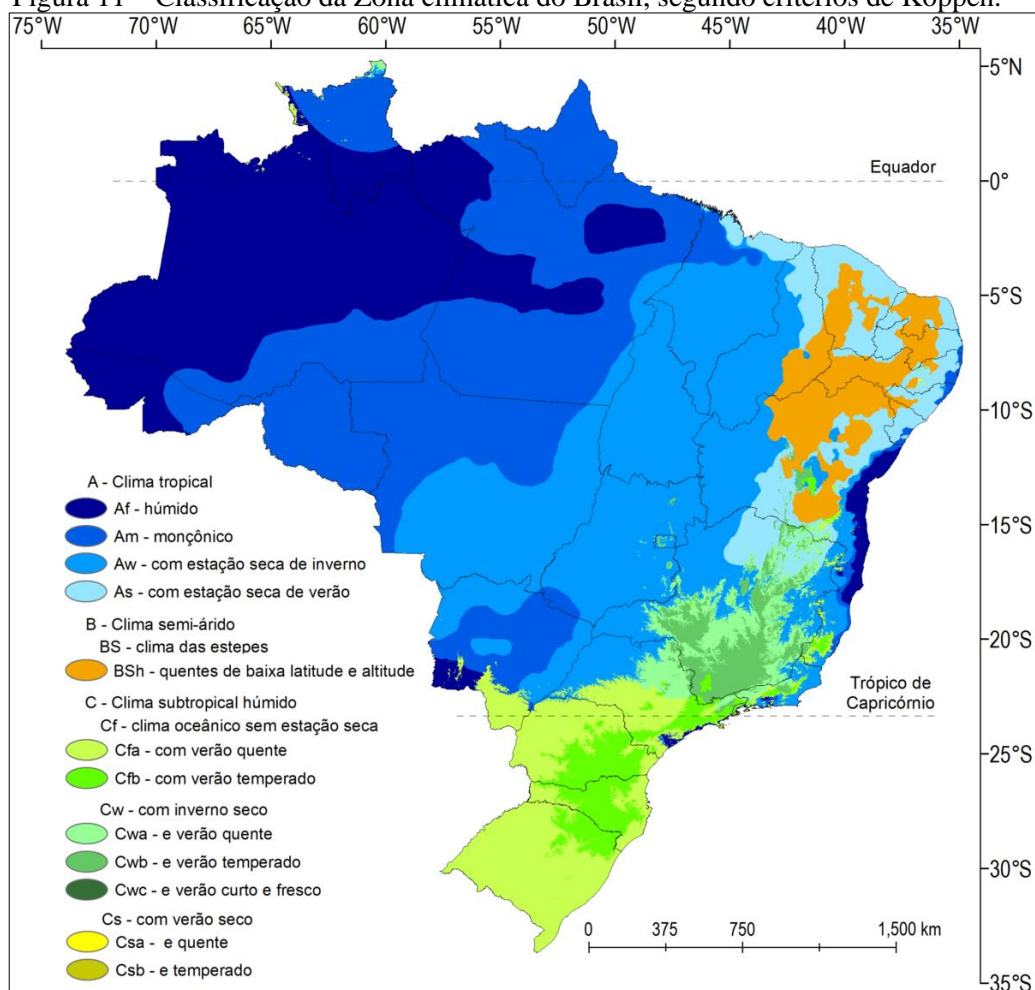 Figura 11 – Classificação da Zona climática do Brasil, segundo critérios de Köppen.
75°W 70°W 65°W 60°W 55°W 50°W 45°W 40°W 35°W
5°N
Equador
0°
5°S
10°S
15°S
20°S
Trópico de
Capricórnio
25°S
30°S
35°S
A - Clima tropical
Af - húmido
Am - monçônico
Aw - com estação seca de inverno
As - com estação seca de verão
B - Clima semi-árido
BS - clima das estepes
BSh - quentes de baixa latitude e altitude
C - Clima subtropical húmido
Cf - clima oceânico sem estação seca
Cfa - com verão quente
Cfb - com verão temperado
Cw - com inverno seco
Cwa - e verão quente
Cwb - e verão temperado
Cwc - e verão curto e fresco
Cs - com verão seco
Csa - e quente
Csb - e temperado
0 375 750 1,500 km